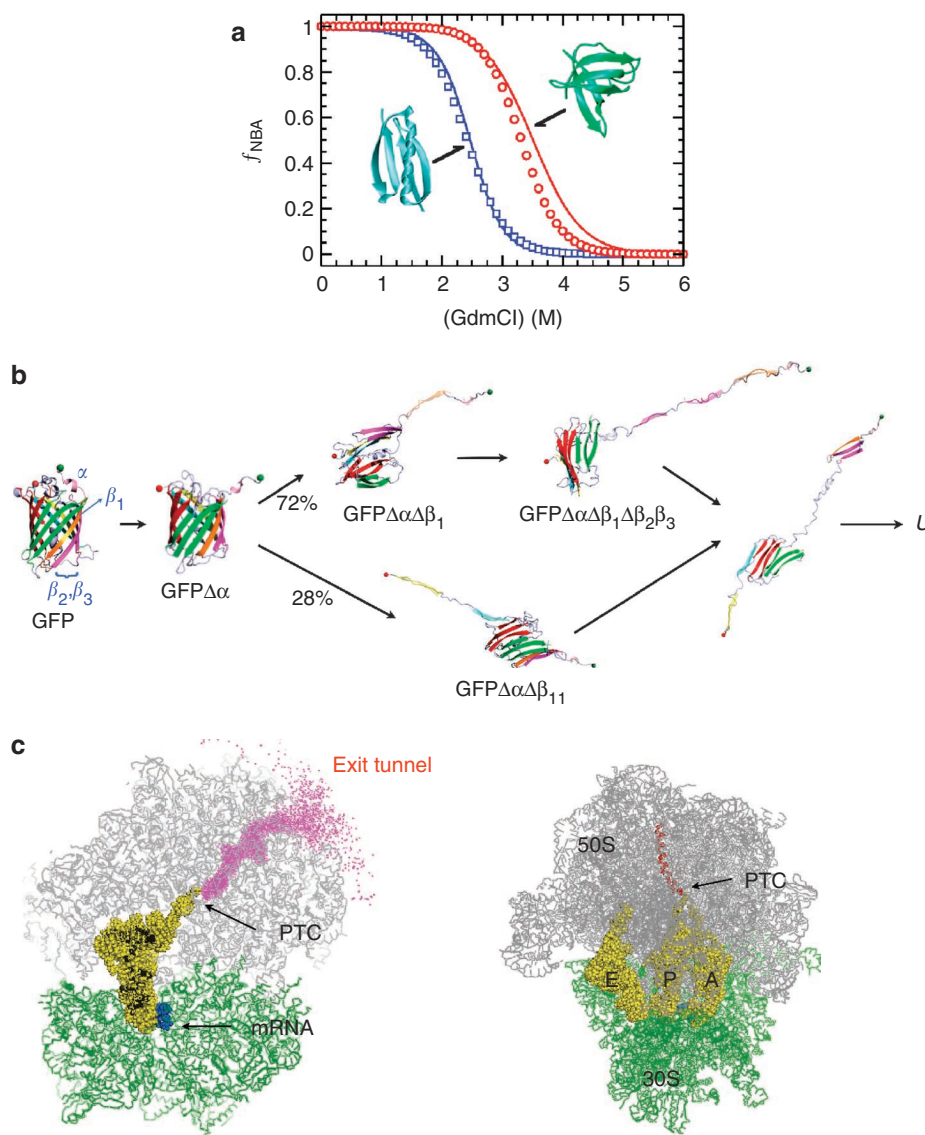 a
1
0.8
0.6
0.4
0.2
0
f NBA
0 1 2 3 4 5 6
(GdmCl) (M)
b
α
β1
β2,β3
GFP
GFPΔα
72%
28%
GFPΔαΔβ1
GFPΔαΔβ1Δβ2β3
GFPΔαΔβ11
U
c
Exit tunnel
PTC
mRNA
50S
PTC
E P A
30S